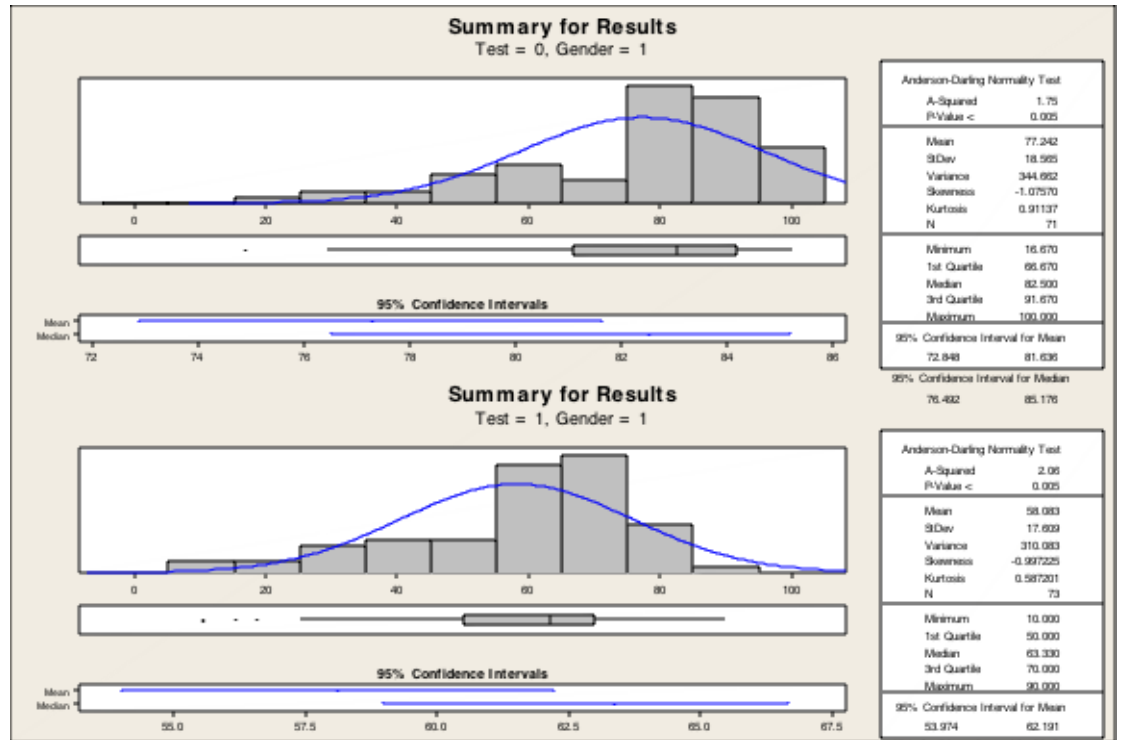 Summary for Results
Test = 0, Gender = 1
0 20 40 60 80 100
95% Confidence Intervals
Mean
Median
72 74 76 78 80 82 84 86
Anderson-Darling Normality Test
A-Squared 1.75
P-Value < 0.005
Mean 77.242
StDev 18.565
Variance 344.662
Skewness -1.07570
Kurtosis 0.91137
N 71
Minimum 16.670
1st Quartile 66.670
Median 82.500
3rd Quartile 91.670
Maximum 100.000
95% Confidence Interval for Mean
72.848 81.636
95% Confidence Interval for Median
76.492 85.176
Summary for Results
Test = 1, Gender = 1
0 20 40 60 80 100
95% Confidence Intervals
Mean
Median
55.0 57.5 60.0 62.5 65.0 67.5
Anderson-Darling Normality Test
A-Squared 2.06
P-Value < 0.005
Mean 58.083
StDev 17.609
Variance 310.083
Skewness -0.997225
Kurtosis 0.587201
N 73
Minimum 10.000
1st Quartile 50.000
Median 63.330
3rd Quartile 70.000
Maximum 90.000
95% Confidence Interval for Mean
53.974 62.191